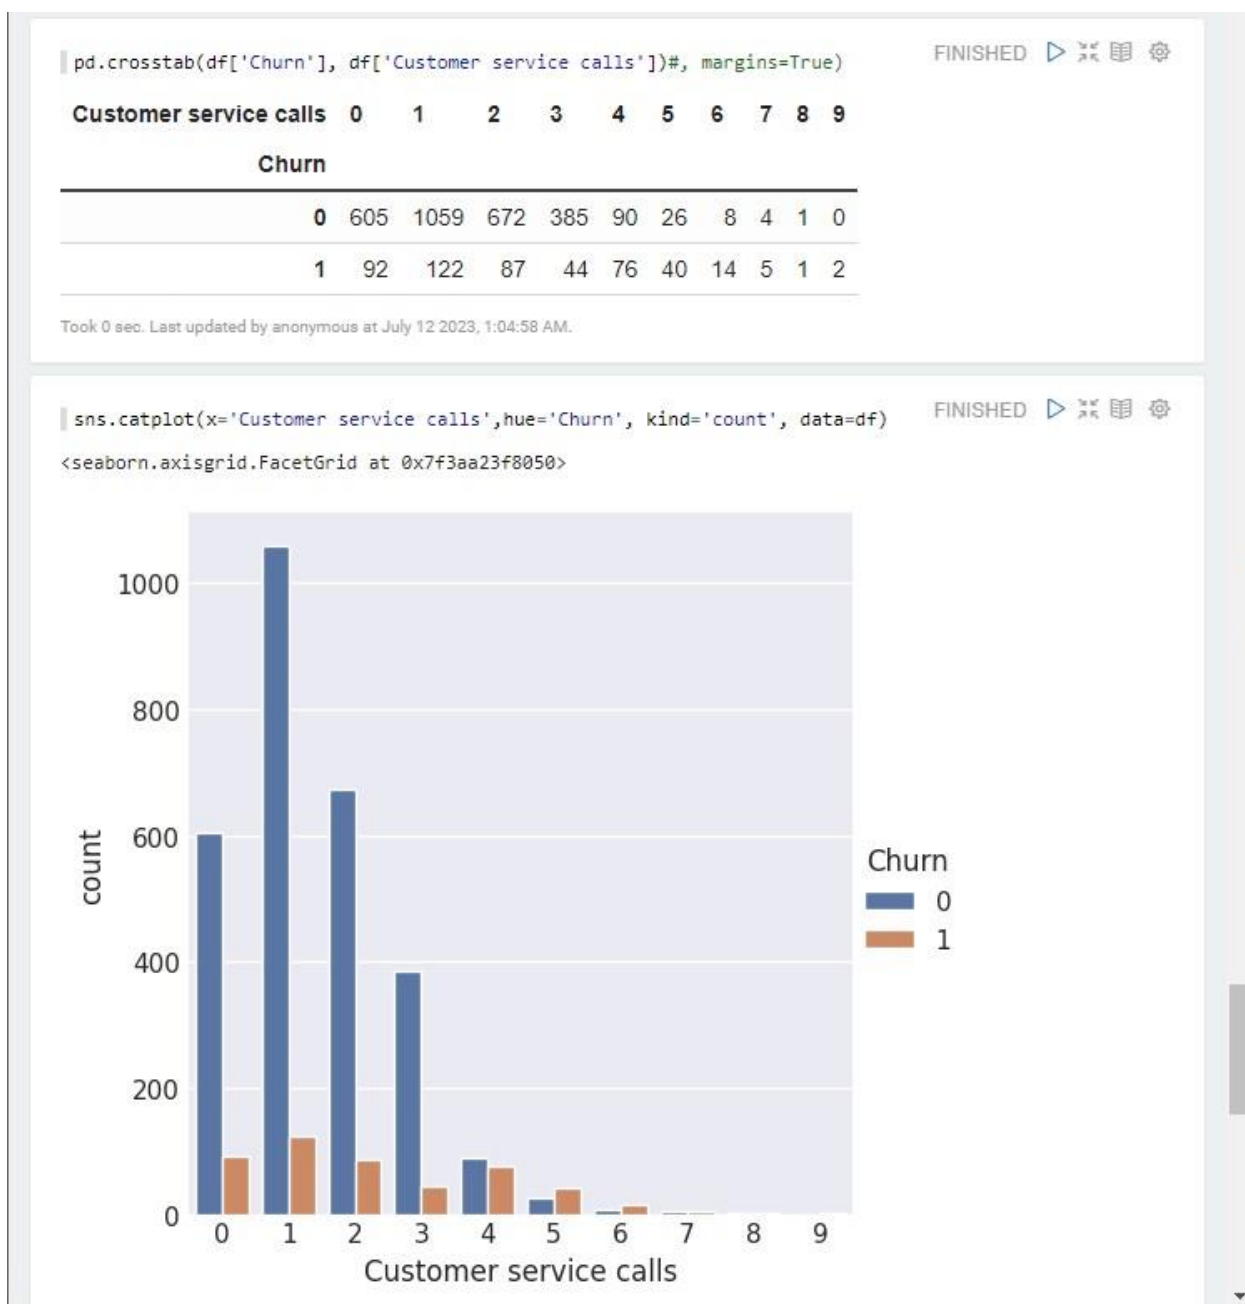 pd.crosstab(df['Churn'], df['Customer service calls'])#, margins=True)
FINISHED
Customer service calls 0 1 2 3 4 5 6 7 8 9
Churn
0 605 1059 672 385 90 26 8 4 1 0
1 92 122 87 44 76 40 14 5 1 2
Took 0 sec. Last updated by anonymous at July 12 2023, 1:04:58 AM.
sns.catplot(x='Customer service calls',hue='Churn', kind='count', data=df)
FINISHED
<seaborn.axisgrid.FacetGrid at 0x7f3aa23f8050>
1000
800
600
400
200
0
count
Churn
0
1
0 1 2 3 4 5 6 7 8 9
Customer service calls